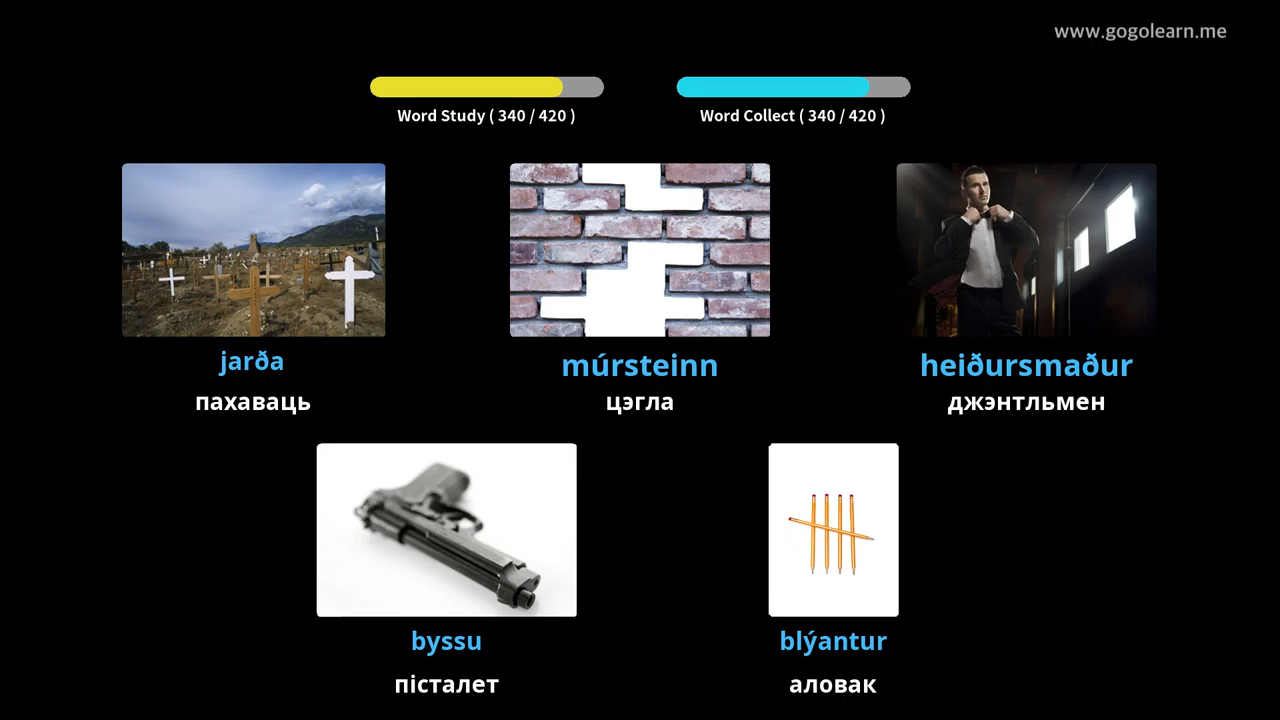 www.gogolearn.me
Word Study ( 340 / 420 )
Word Collect ( 340 / 420 )
jarða
múrsteinn
heiðursmaður
пахаваць
цэгла
джэнтльмен
byssu
blýantur
пісталет
аловак